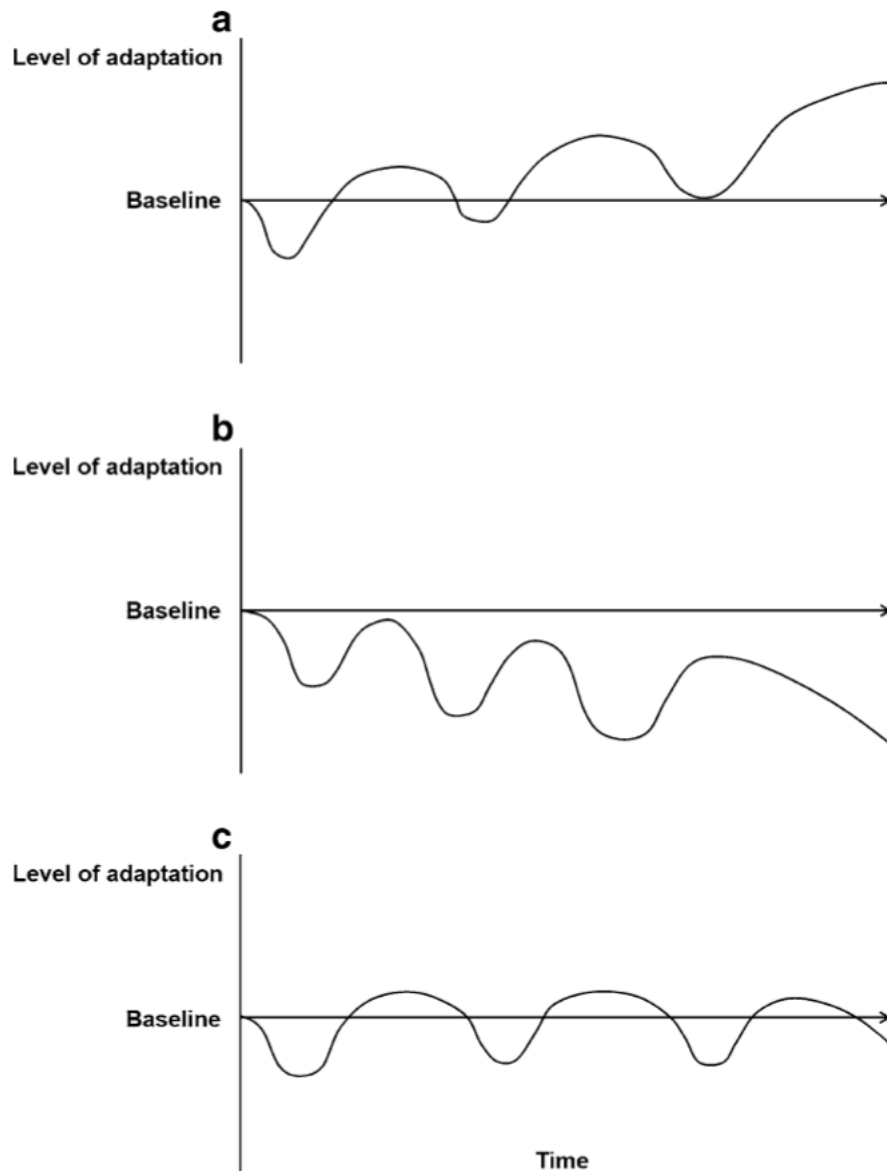 a
Level of adaptation
Baseline
b
Level of adaptation
Baseline
c
Level of adaptation
Baseline
Time